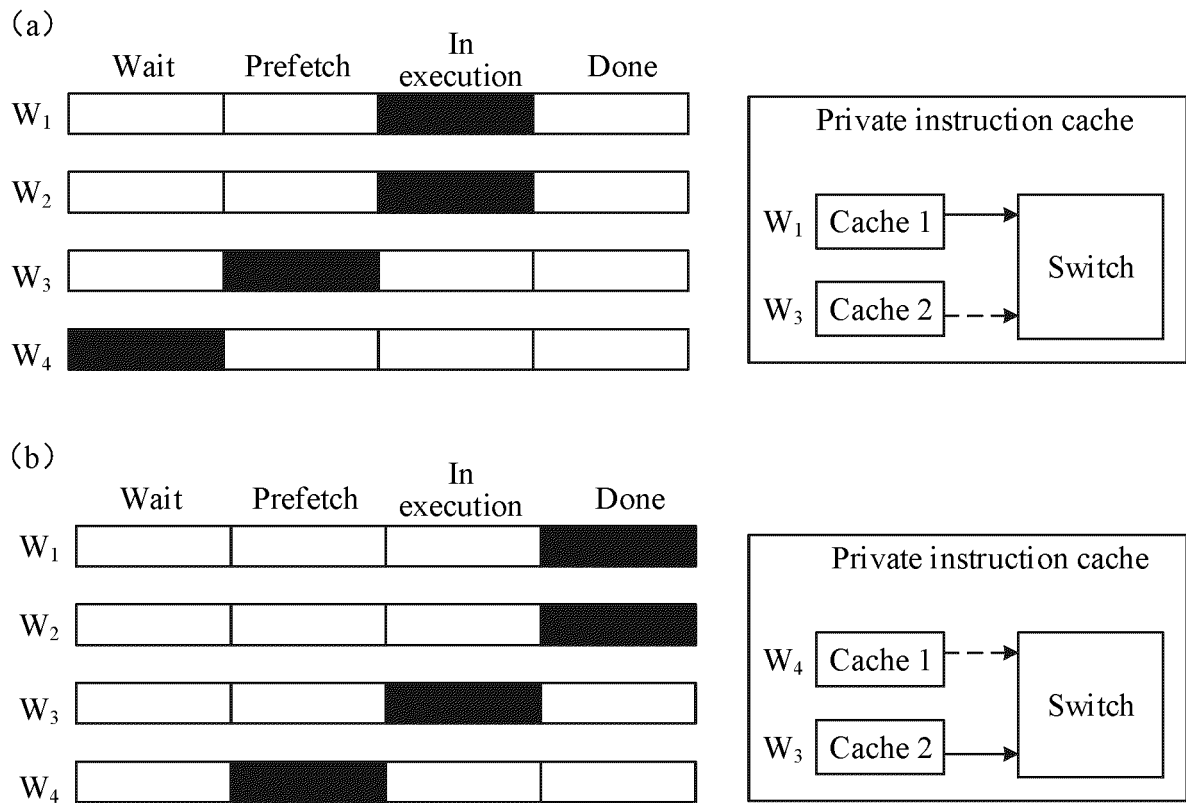 （a）
Wait Prefetch In execution Done
W₁
W₂
W₃
W₄
Private instruction cache
W₁ Cache 1
Switch
W₃ Cache 2
（b）
Wait Prefetch In execution Done
W₁
W₂
W₃
W₄
Private instruction cache
W₄ Cache 1
Switch
W₃ Cache 2